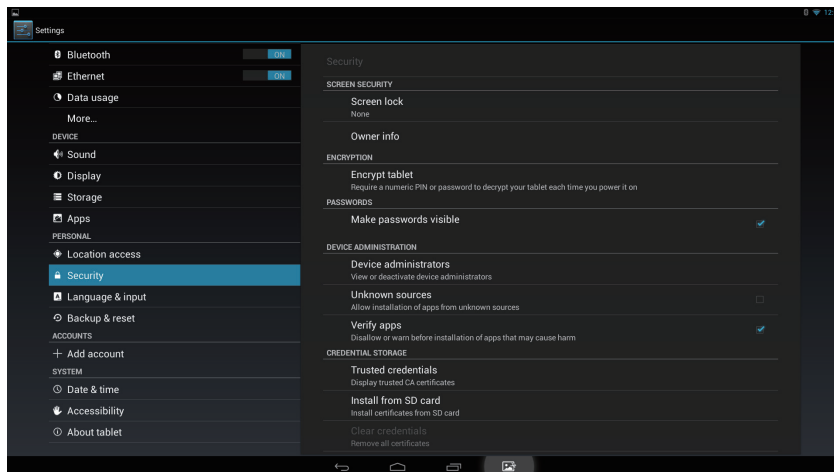 12:
Settings
Bluetooth
ON
Ethernet
ON
Data usage
More...
DEVICE
Sound
Display
Storage
Apps
PERSONAL
Location access
Security
Language & input
Backup & reset
ACCOUNTS
Add account
SYSTEM
Date & time
Accessibility
About tablet
Security
SCREEN SECURITY
Screen lock
None
Owner info
ENCRYPTION
Encrypt tablet
Require a numeric PIN or password to decrypt your tablet each time you power it on
PASSWORDS
Make passwords visible
DEVICE ADMINISTRATION
Device administrators
View or deactivate device administrators
Unknown sources
Allow installation of apps from unknown sources
Verify apps
Disallow or warn before installation of apps that may cause harm
CREDENTIAL STORAGE
Trusted credentials
Display trusted CA certificates
Install from SD card
Install certificates from SD card
Clear credentials
Remove all certificates